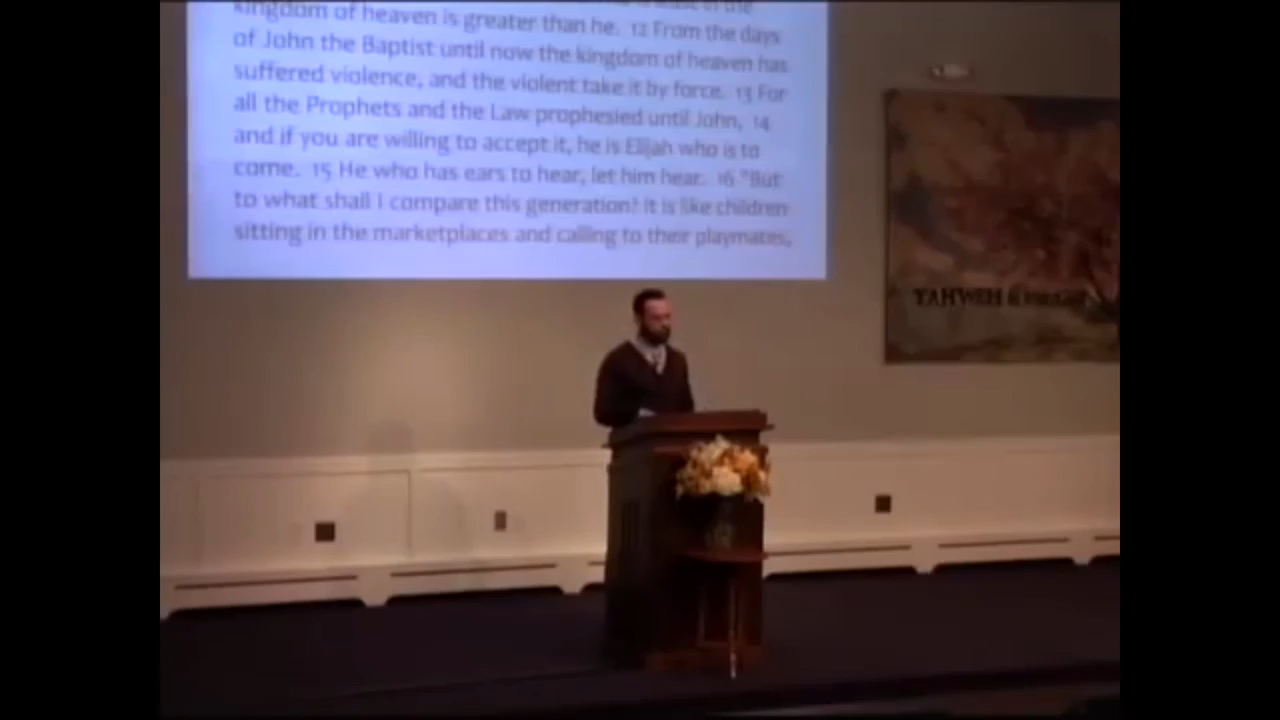 kingdom of heaven is greater than he. 12 From the days
of John the Baptist until now the kingdom of heaven has
suffered violence, and the violent take it by force. 13 For
all the Prophets and the Law prophesied until John, 14
and if you are willing to accept it, he is Elijah who is to
come. 15 He who has ears to hear, let him hear. 16 "But
to what shall I compare this generation? It is like children
sitting in the marketplaces and calling to their playmates,
YAHWEH